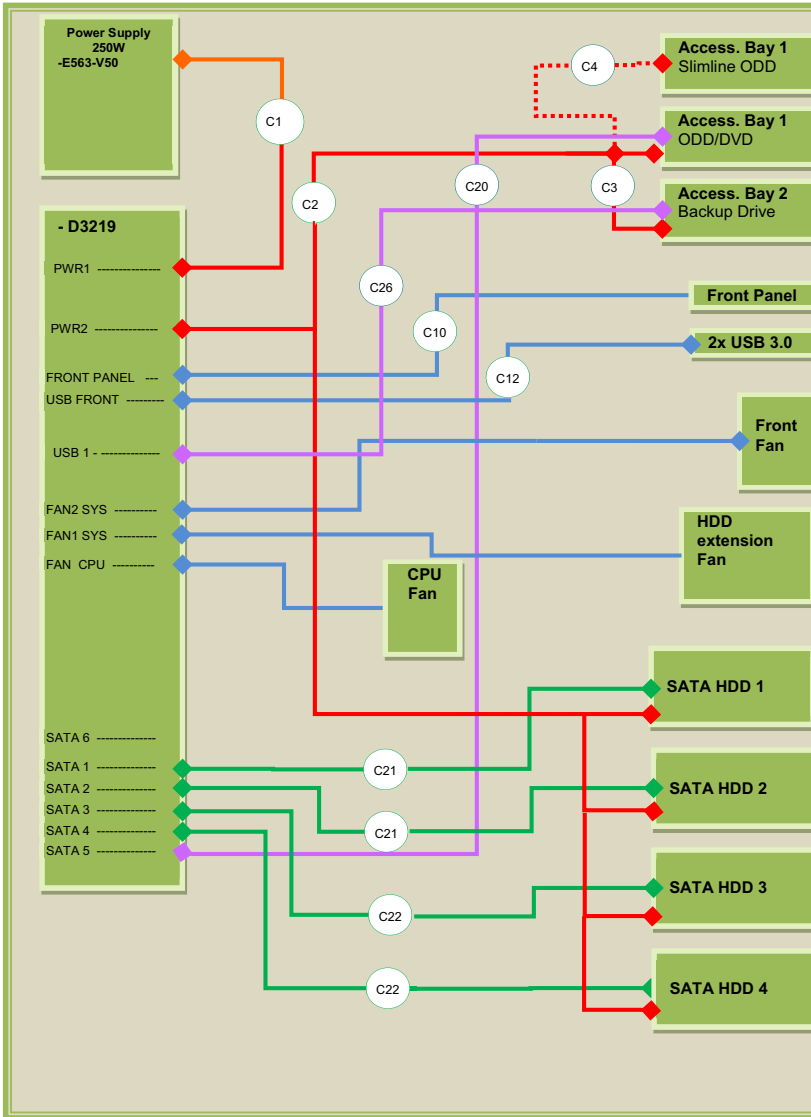 Power Supply
250W
-E563-V50
C1
C4
Access. Bay 1
Slimline ODD
Access. Bay 1
ODD/DVD
C2
C20
C3
Access. Bay 2
Backup Drive
- D3219
PWR1 ---------------
C26
Front Panel
PWR2 ---------------
C10
2x USB 3.0
FRONT PANEL ---
C12
USB FRONT ---------
Front
Fan
USB 1 - --------------
FAN2 SYS ----------
FAN1 SYS ----------
HDD
extension
Fan
FAN CPU ----------
CPU
Fan
SATA HDD 1
SATA 6 --------------
SATA 1 --------------
C21
SATA 2 --------------
SATA HDD 2
SATA 3 --------------
SATA 4 --------------
C21
SATA 5 --------------
SATA HDD 3
C22
SATA HDD 4
C22